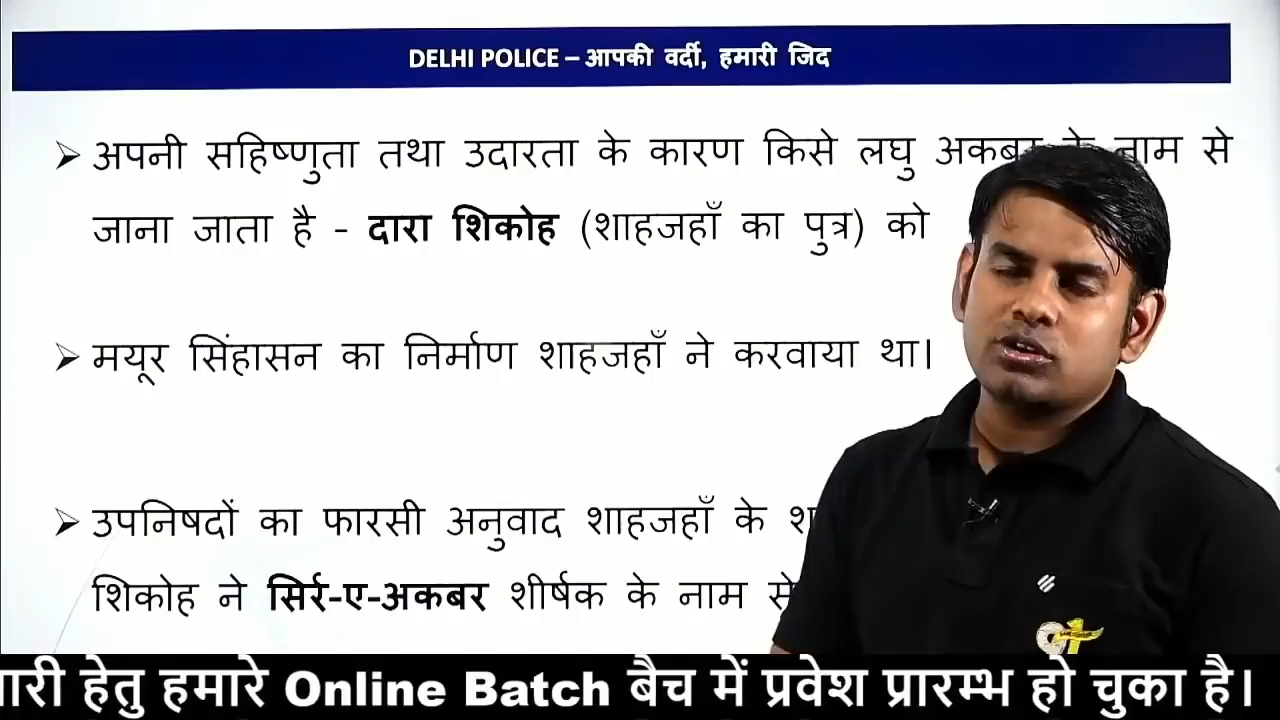 DELHI POLICE – आपकी वर्दी, हमारी जिद
➢ अपनी सहिष्णुता तथा उदारता के कारण किसे लघु अकबर के नाम से
जाना जाता है - दारा शिकोह (शाहजहाँ का पुत्र) को
➢ मयूर सिंहासन का निर्माण शाहजहाँ ने करवाया था।
➢ उपनिषदों का फारसी अनुवाद शाहजहाँ के
शिकोह ने सिर्र-ए-अकबर शीर्षक के नाम से
हेतु हमारे Online Batch बैच में प्रवेश प्रारम्भ हो चुका है।